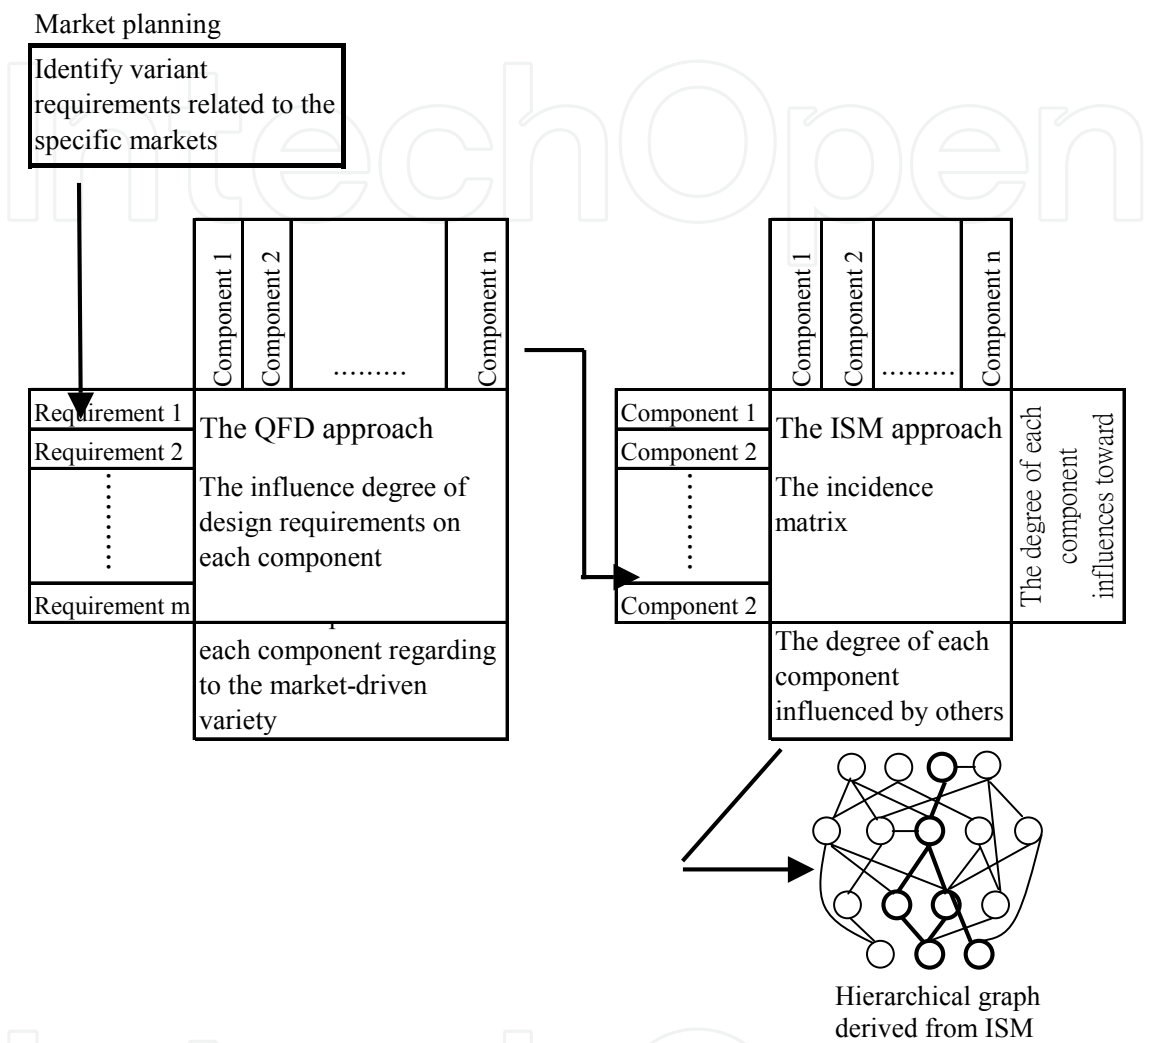 Market planning
Identify variant
requirements related to the
specific markets
IntechOpen
Component 1
Component 2
.........
Component n
Requirement 1
Requirement 2
Requirement m
The QFD approach
The influence degree of
design requirements on
each component
each component regarding
to the market-driven
variety
Component 1
Component 2
.........
Component n
Component 1
Component 2
Component 2
The ISM approach
The incidence
matrix
The degree of each
component
influences toward
The degree of each
component
influenced by others
Hierarchical graph
derived from ISM